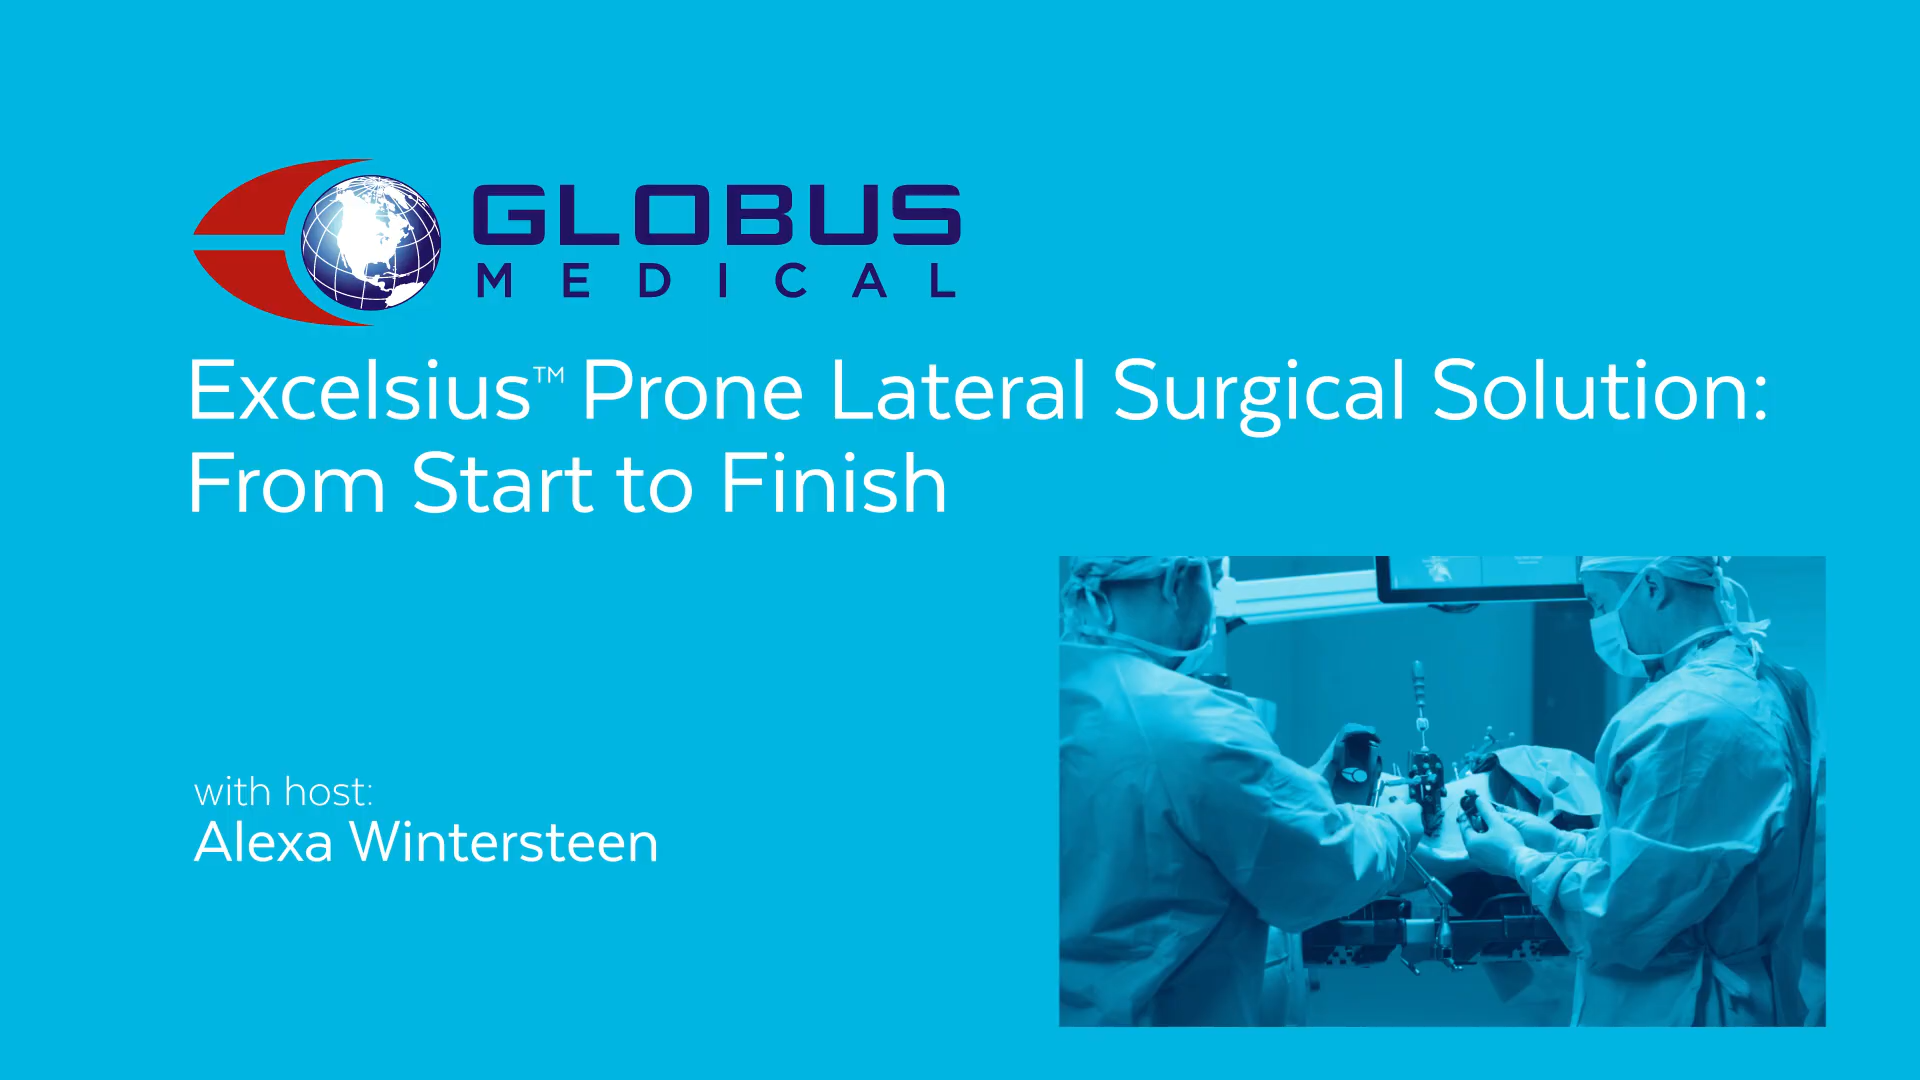 GLOBUS
MEDICAL
Excelsius™ Prone Lateral Surgical Solution:
From Start to Finish
with host:
Alexa Wintersteen